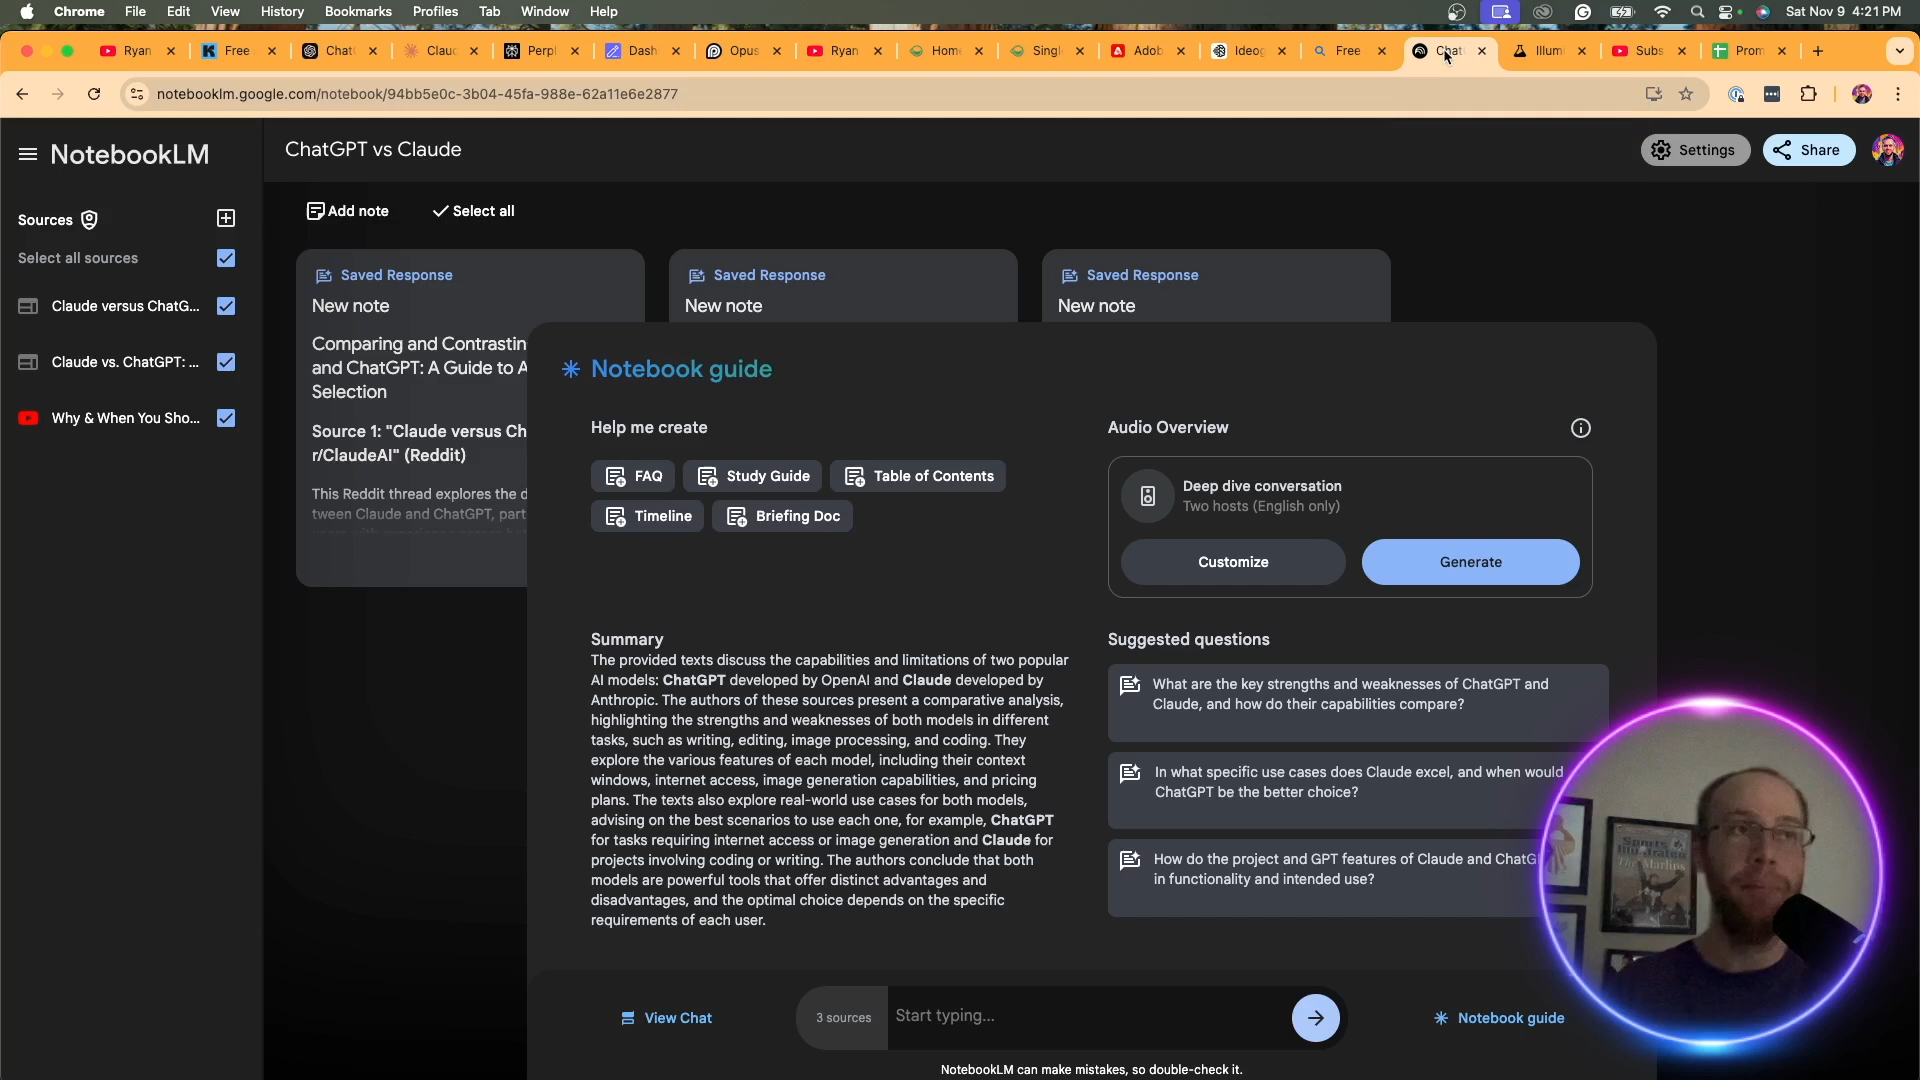 Chrome File Edit View History Bookmarks Profiles Tab Window Help
Sat Nov 9 4:21 PM
Ryan Free Chat Clauc Perpl Dash Opus Ryan Hom Singl Adob Ideog Free Chat Illumi Subs Prom
notebooklm.google.com/notebook/94bb5e0c-3b04-45fa-988e-62a11e6e2877
NotebookLM
ChatGPT vs Claude
Settings
Share
Sources
Select all sources
Claude versus ChatG...
Claude vs. ChatGPT: ...
Why & When You Sho...
Add note
Select all
Saved Response
New note
Comparing and Contrastin
and ChatGPT: A Guide to A
Selection
Source 1: "Claude versus Ch
r/ClaudeAI" (Reddit)
This Reddit thread explores the d
tween Claude and ChatGPT, part
Saved Response
New note
Saved Response
New note
Notebook guide
Help me create
FAQ
Study Guide
Table of Contents
Timeline
Briefing Doc
Audio Overview
Deep dive conversation
Two hosts (English only)
Customize
Generate
Summary
The provided texts discuss the capabilities and limitations of two popular
AI models: ChatGPT developed by OpenAI and Claude developed by
Anthropic. The authors of these sources present a comparative analysis,
highlighting the strengths and weaknesses of both models in different
tasks, such as writing, editing, image processing, and coding. They
explore the various features of each model, including their context
windows, internet access, image generation capabilities, and pricing
plans. The texts also explore real-world use cases for both models,
advising on the best scenarios to use each one, for example, ChatGPT
for tasks requiring internet access or image generation and Claude for
projects involving coding or writing. The authors conclude that both
models are powerful tools that offer distinct advantages and
disadvantages, and the optimal choice depends on the specific
requirements of each user.
Suggested questions
What are the key strengths and weaknesses of ChatGPT and
Claude, and how do their capabilities compare?
In what specific use cases does Claude excel, and when would
ChatGPT be the better choice?
How do the project and GPT features of Claude and ChatG
in functionality and intended use?
Sports Illustrated
The Marlins
View Chat
3 sources
Start typing...
Notebook guide
NotebookLM can make mistakes, so double-check it.